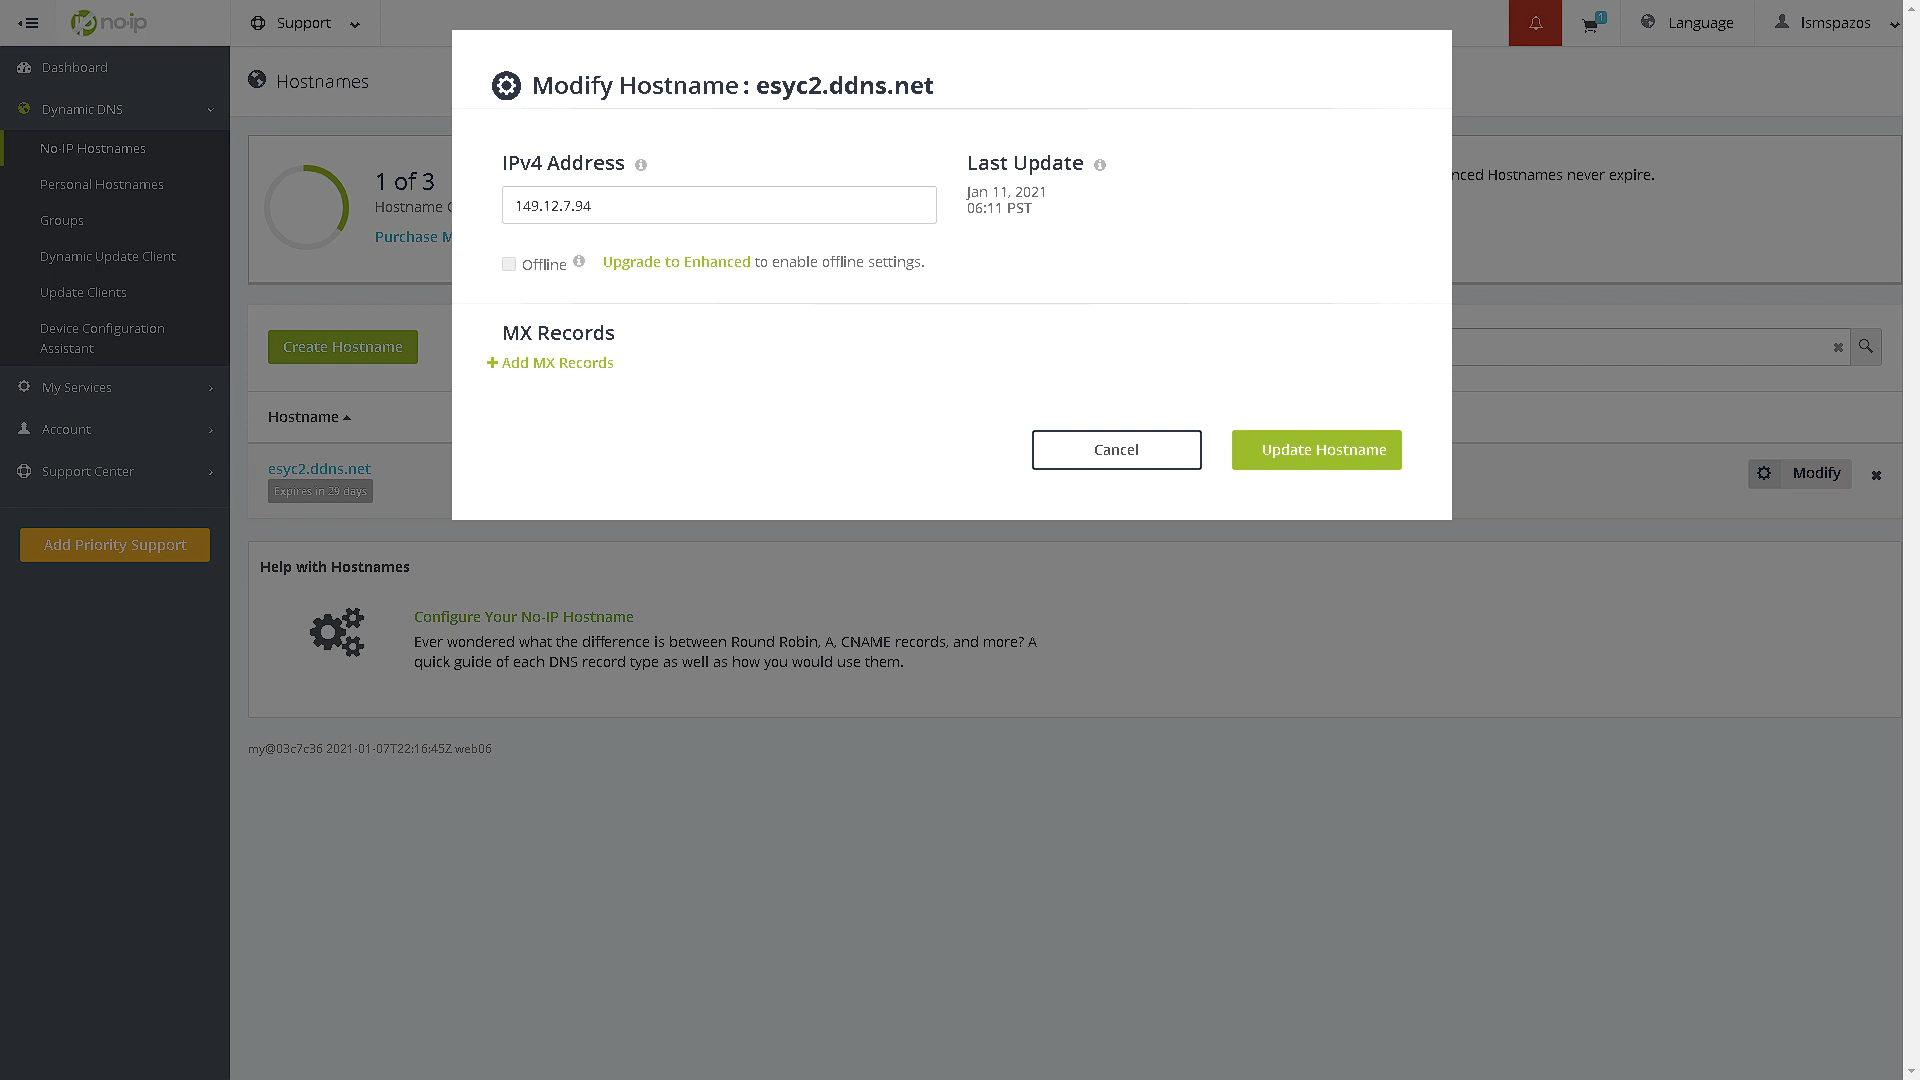 no-ip
Support
1
Language
lsmspazos
Dashboard
Dynamic DNS
No-IP Hostnames
Personal Hostnames
Groups
Dynamic Update Client
Update Clients
Device Configuration
Assistant
My Services
Account
Support Center
Add Priority Support
Hostnames
1 of 3
Hostname
Purchase M
nced Hostnames never expire.
Create Hostname
Hostname
esyc2.ddns.net
Expires in 29 days
Modify
Modify Hostname : esyc2.ddns.net
IPv4 Address
149.12.7.94
Last Update
Jan 11, 2021
06:11 PST
Offline
Upgrade to Enhanced to enable offline settings.
MX Records
Add MX Records
Cancel
Update Hostname
Help with Hostnames
Configure Your No-IP Hostname
Ever wondered what the difference is between Round Robin, A, CNAME records, and more? A
quick guide of each DNS record type as well as how you would use them.
my@03c7c36 2021-01-07T22:16:45Z web06